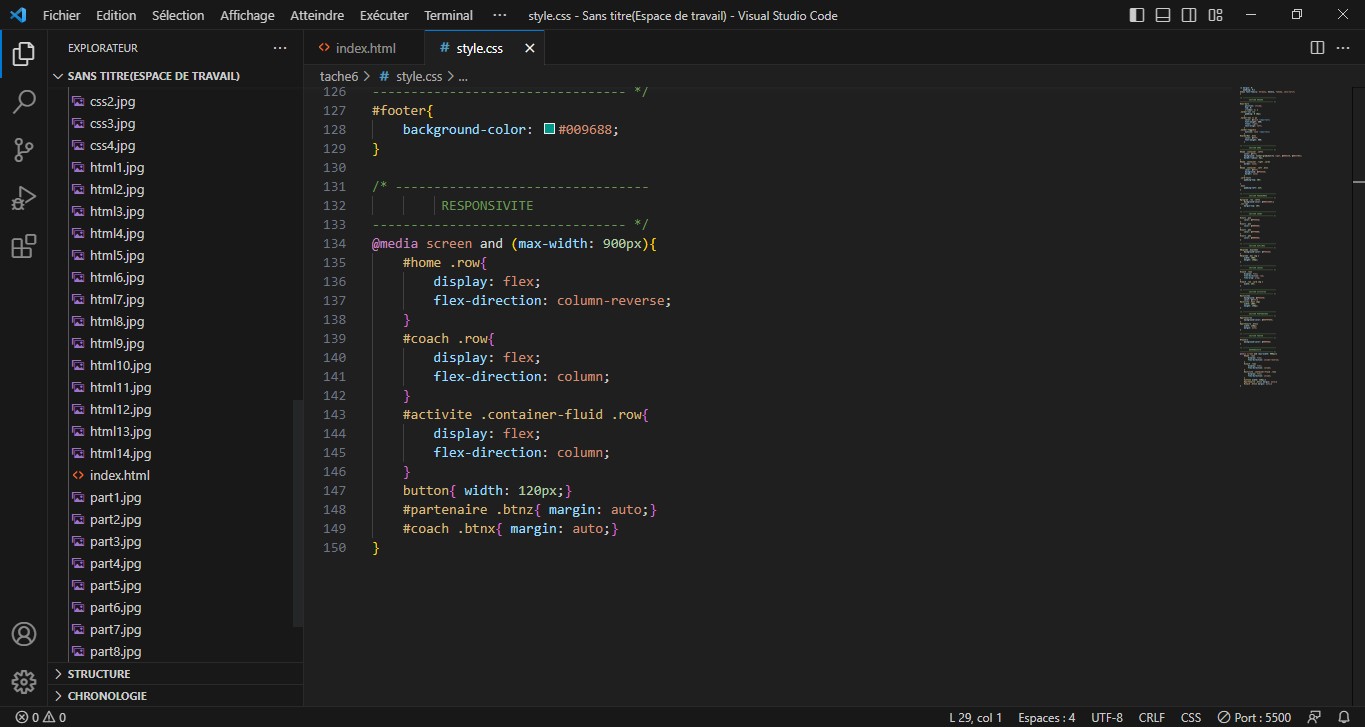 Fichier Edition Sélection Affichage Atteindre Exécuter Terminal ··· style.css - Sans titre(Espace de travail) - Visual Studio Code
EXPLORATEUR ···
SANS TITRE(ESPACE DE TRAVAIL)
css2.jpg
css3.jpg
css4.jpg
html1.jpg
html2.jpg
html3.jpg
html4.jpg
html5.jpg
html6.jpg
html7.jpg
html8.jpg
html9.jpg
html10.jpg
html11.jpg
html12.jpg
html13.jpg
html14.jpg
index.html
part1.jpg
part2.jpg
part3.jpg
part4.jpg
part5.jpg
part6.jpg
part7.jpg
part8.jpg
STRUCTURE
CHRONOLOGIE
<> index.html # style.css ×
tache6 > # style.css > ...
126 --------------------------------- */
127 #footer{
128     background-color: #009688;
129 }
130
131 /* ---------------------------------
132         RESPONSIVITE
133 --------------------------------- */
134 @media screen and (max-width: 900px){
135     #home .row{
136         display: flex;
137         flex-direction: column-reverse;
138     }
139     #coach .row{
140         display: flex;
141         flex-direction: column;
142     }
143     #activite .container-fluid .row{
144         display: flex;
145         flex-direction: column;
146     }
147     button{ width: 120px;}
148     #partenaire .btnz{ margin: auto;}
149     #coach .btnx{ margin: auto;}
150 }
0 0 L 29, col 1 Espaces : 4 UTF-8 CRLF CSS Port : 5500